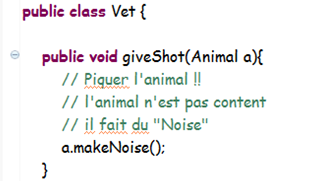 public class Vet {
public void giveShot(Animal a){
// Piquer l'animal !!
// l'animal n'est pas content
// il fait du "Noise"
a.makeNoise();
}